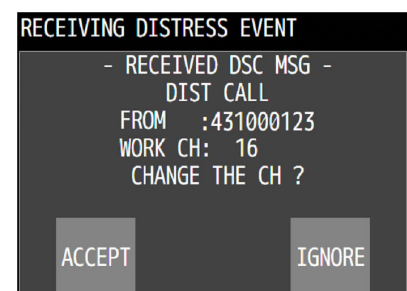 RECEIVING DISTRESS EVENT
- RECEIVED DSC MSG -
DIST CALL
FROM :431000123
WORK CH: 16
CHANGE THE CH ?
ACCEPT IGNORE